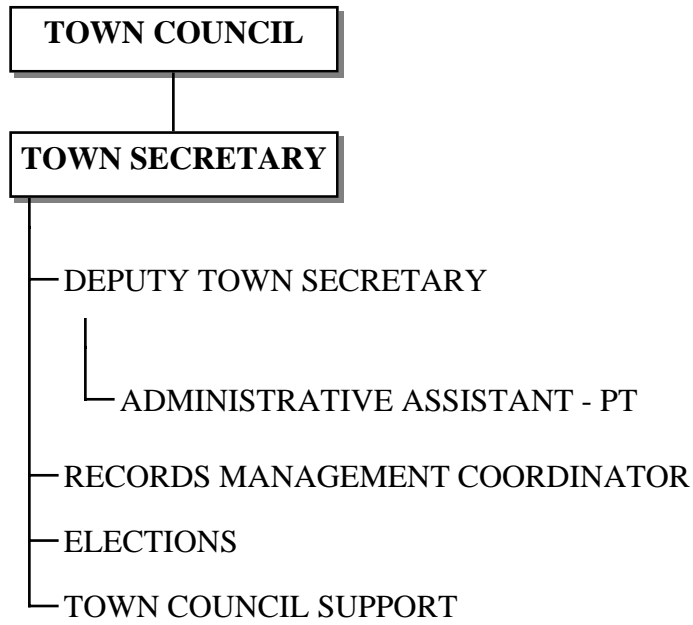 TOWN COUNCIL
TOWN SECRETARY
DEPUTY TOWN SECRETARY
ADMINISTRATIVE ASSISTANT - PT
RECORDS MANAGEMENT COORDINATOR
ELECTIONS
TOWN COUNCIL SUPPORT